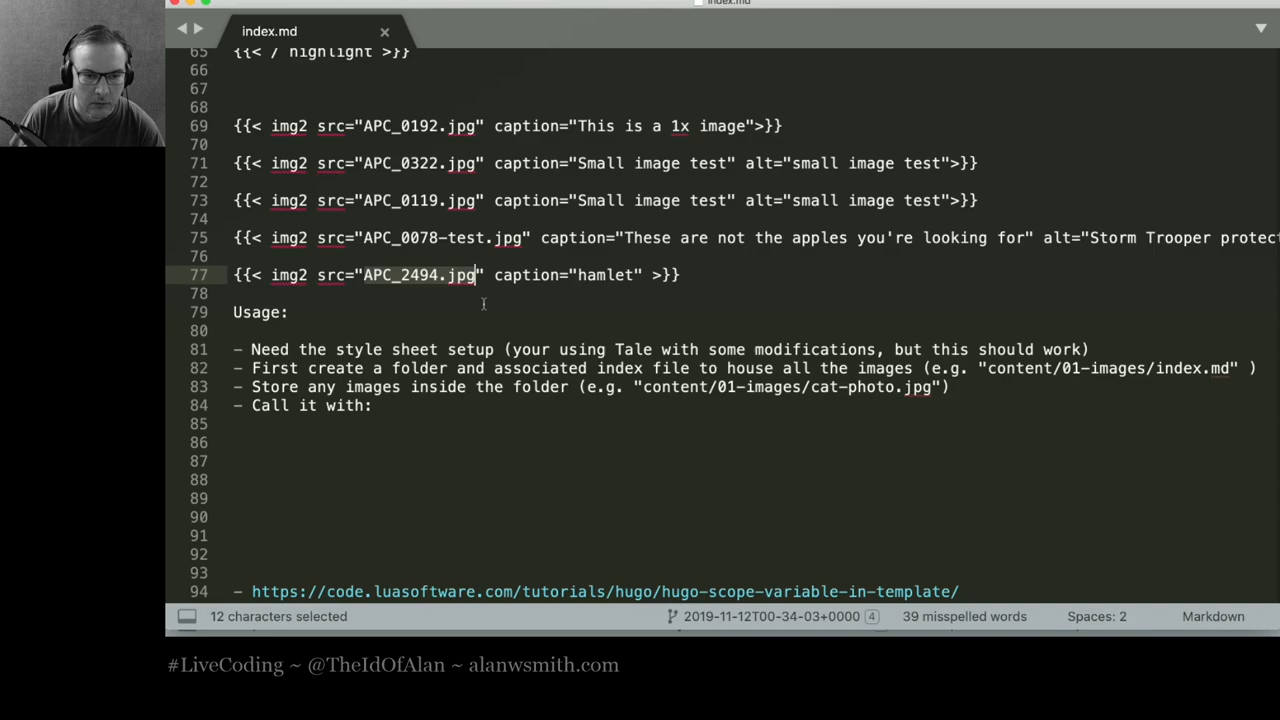 index.md
index.md
65 {{< / highlight >}}
66
67
68
69 {{< img2 src="APC_0192.jpg" caption="This is a 1x image">}}
70
71 {{< img2 src="APC_0322.jpg" caption="Small image test" alt="small image test">}}
72
73 {{< img2 src="APC_0119.jpg" caption="Small image test" alt="small image test">}}
74
75 {{< img2 src="APC_0078-test.jpg" caption="These are not the apples you're looking for" alt="Storm Trooper protect
76
77 {{< img2 src="APC_2494.jpg" caption="hamlet" >}}
78
79 Usage:
80
81 - Need the style sheet setup (your using Tale with some modifications, but this should work)
82 - First create a folder and associated index file to house all the images (e.g. "content/01-images/index.md" )
83 - Store any images inside the folder (e.g. "content/01-images/cat-photo.jpg")
84 - Call it with:
85
86
87
88
89
90
91
92
93
94 - https://code.luasoftware.com/tutorials/hugo/hugo-scope-variable-in-template/
12 characters selected 2019-11-12T00-34-03+0000 4 39 misspelled words Spaces: 2 Markdown
#LiveCoding ~ @TheIdOfAlan ~ alanwsmith.com